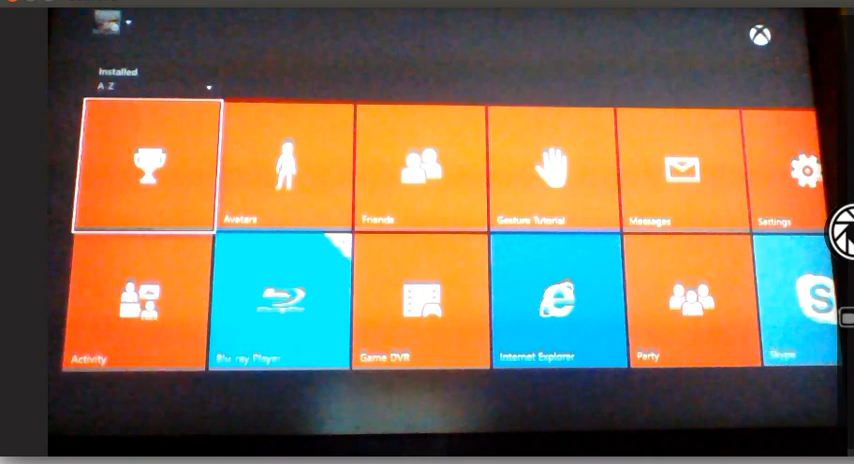 Installed
A-Z
Avatars
Friends
Gesture Tutorial
Messages
Settings
Activity
Blu-ray Player
Game DVR
Internet Explorer
Party
Skype